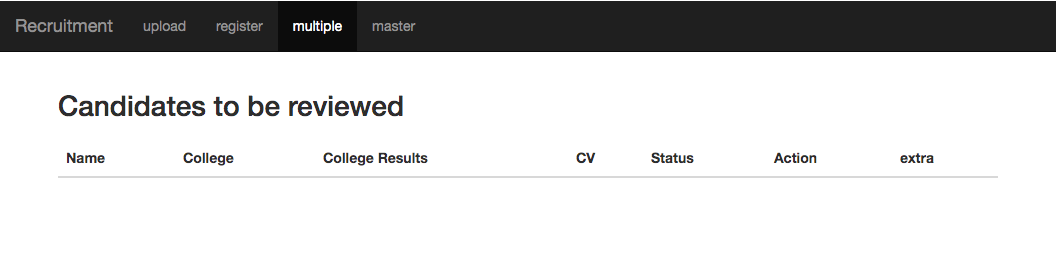 Recruitment upload register multiple master
Candidates to be reviewed
Name College College Results CV Status Action extra